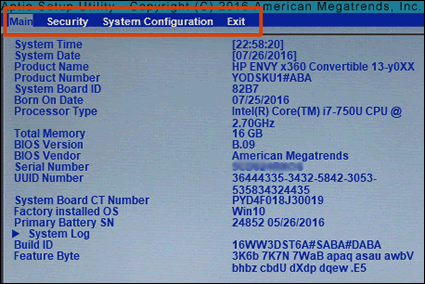 Aptio Setup Utility - Copyright (C) 2016 American Megatrends, Inc.
Main Security System Configuration Exit
System Time [22:58:20]
System Date [07/26/2016]
Product Name HP ENVY x360 Convertible 13-y0XX
Product Number YODSKU1#ABA
System Board ID 82B7
Born On Date 07/25/2016
Processor Type Intel(R) Core(TM) i7-750U CPU @
2.70GHz
Total Memory 16 GB
BIOS Version B.09
BIOS Vendor American Megatrends
Serial Number
UUID Number 36444335-3432-5842-3053-
535834324435
System Board CT Number PYD4F018J30019
Factory installed OS Win10
Primary Battery SN 24852 05/26/2016
System Log
Build ID 16WW3DST6A#SABA#DABA
Feature Byte 3K6b 7K7N 7WaB apaq asau awbV
bhbz cbdU dXdp dqew .E5